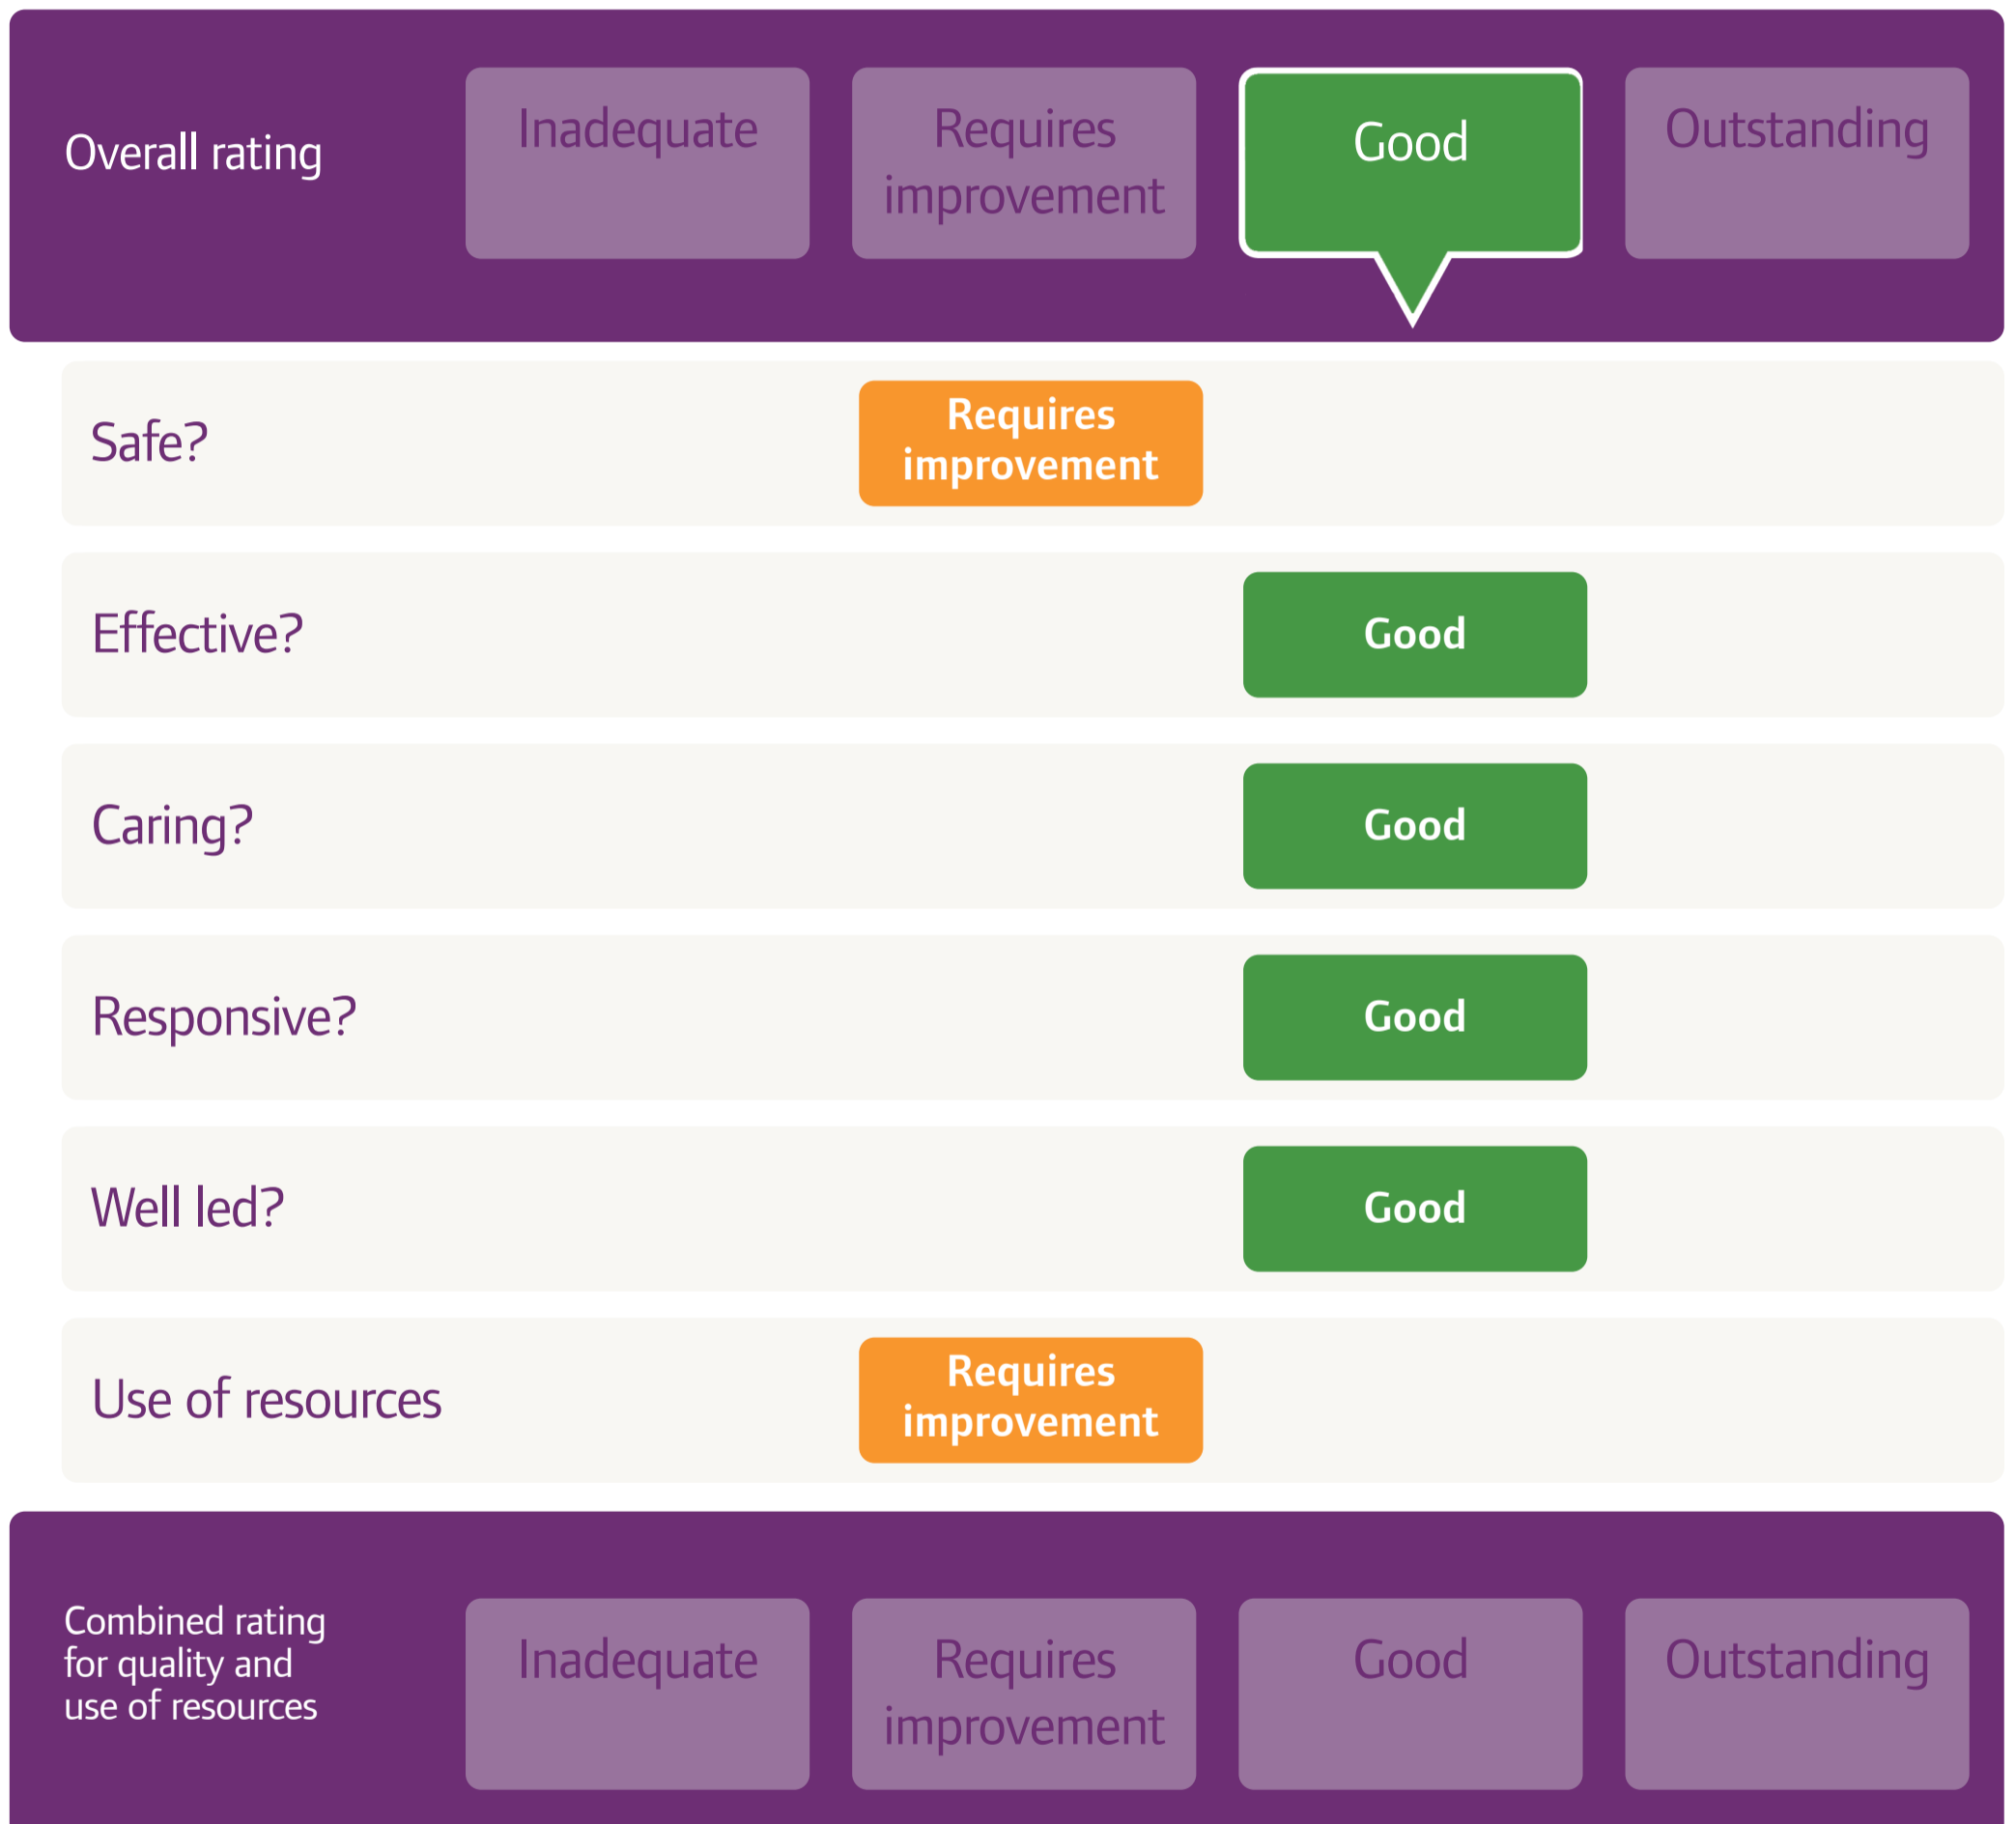 Overall rating
Inadequate
Requires
improvement
Good
Outstanding
Safe?
Requires
improvement
Effective?
Good
Caring?
Good
Responsive?
Good
Well led?
Good
Use of resources
Requires
improvement
Combined rating
for quality and
use of resources
Inadequate
Requires
improvement
Good
Outstanding